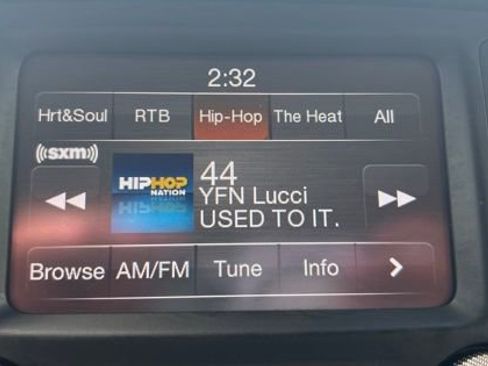 2:32
Hrt&Soul RTB Hip-Hop The Heat All
((sxm))
HIPHOP
NATION
44
YFN Lucci
USED TO IT.
Browse AM/FM Tune Info